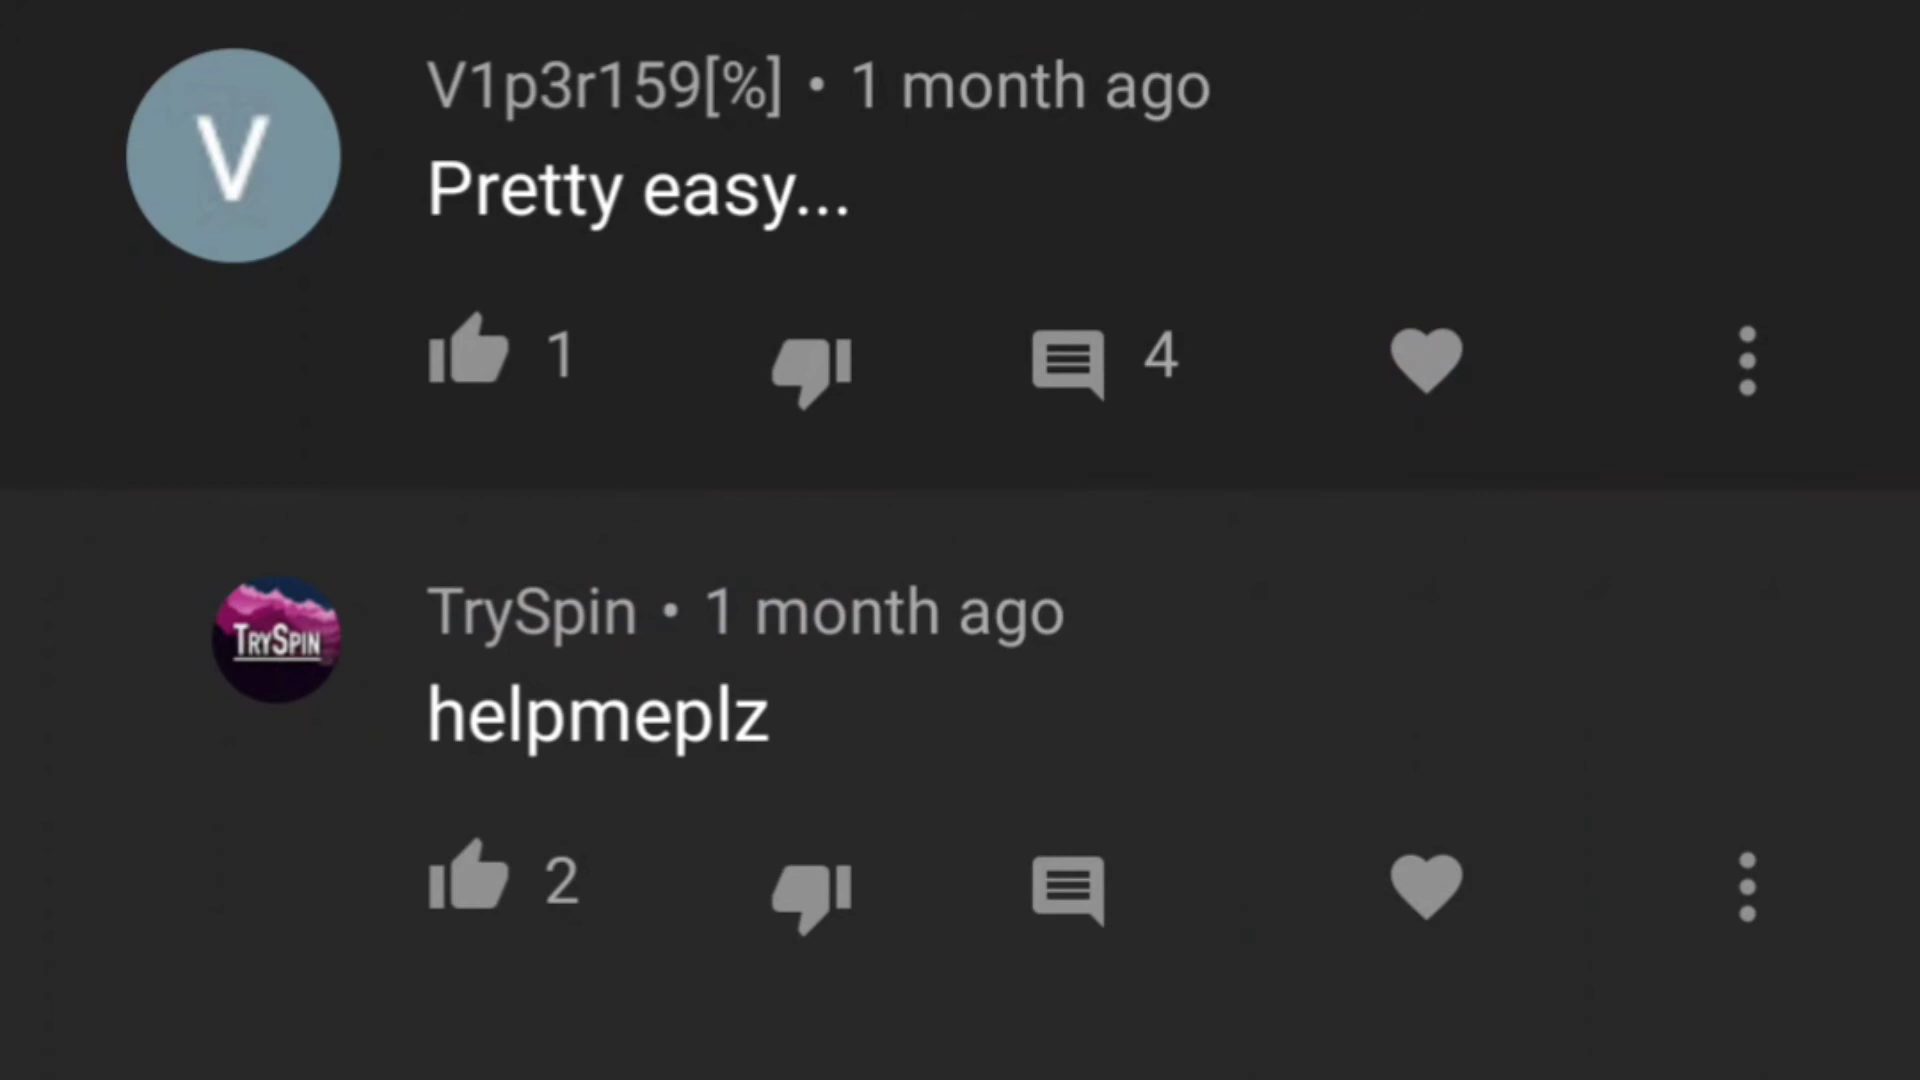 V
V1p3r159[%] • 1 month ago
Pretty easy...
1
4
TRYSPIN
TrySpin • 1 month ago
helpmeplz
2